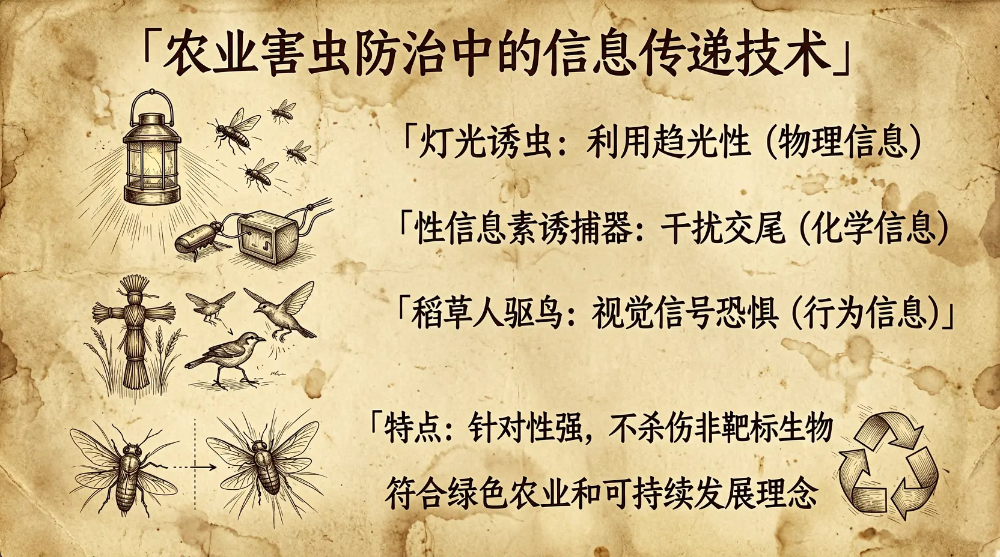 「农业害虫防治中的信息传递技术」
「灯光诱虫：利用趋光性（物理信息）
「性信息素诱捕器：干扰交尾（化学信息）
「稻草人驱鸟：视觉信号恐惧（行为信息）」
「特点：针对性强，不杀伤非靶标生物
符合绿色农业和可持续发展理念